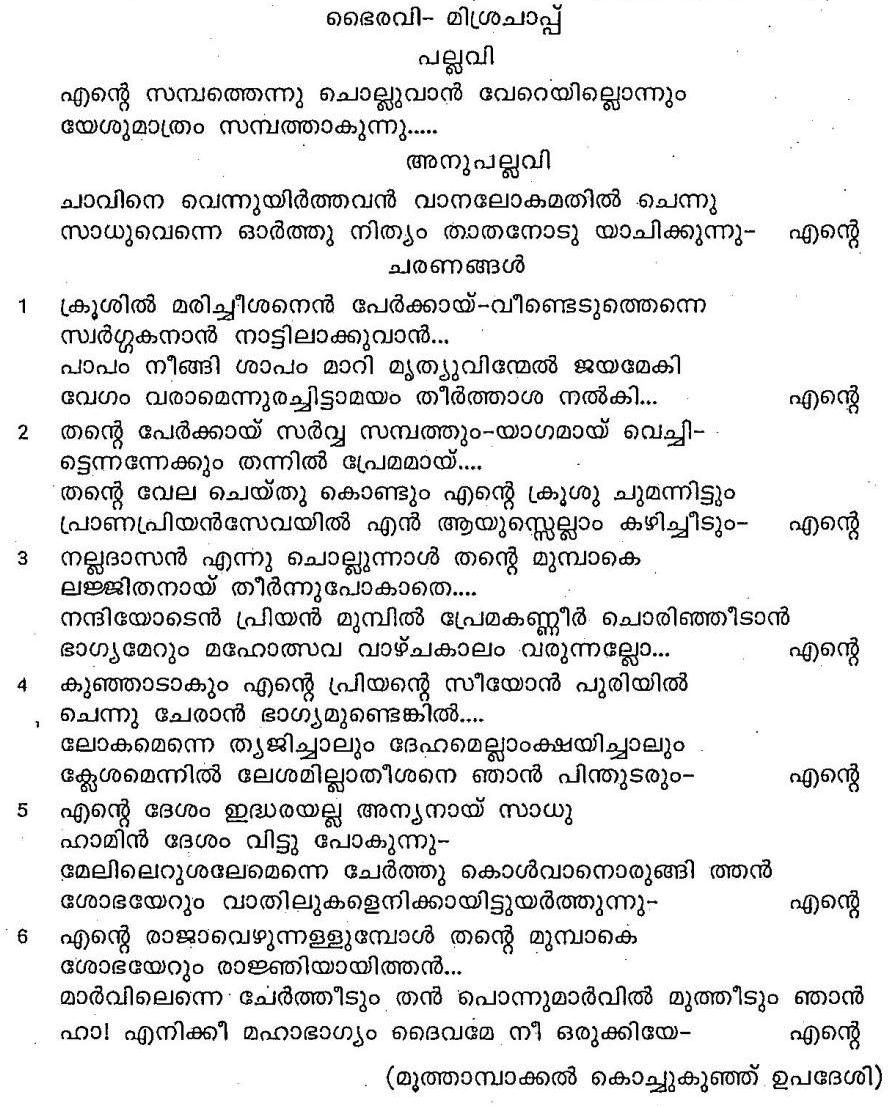 ഭൈരവി- മിശ്രചാപ്പ്
പല്ലവി
എന്റെ സമ്പത്തെന്നു ചൊല്ലുവാൻ വേറെയില്ലൊന്നും
യേശുമാത്രം സമ്പത്താകുന്നു.....
അനുപല്ലവി
ചാവിനെ വെന്നുയിർത്തവൻ വാനലോകമതിൽ ചെന്നു
സാധുവെന്നെ ഓർത്തു നിത്യം താതനോടു യാചിക്കുന്നു- എന്റെ
ചരണങ്ങൾ
1 ക്രൂശിൽ മരിച്ചീശനെൻ പേർക്കായ്-വീണ്ടെടുത്തെന്നെ
സ്വർഗ്ഗകനാൻ നാട്ടിലാക്കുവാൻ...
പാപം നീങ്ങി ശാപം മാറി മൃത്യുവിന്മേൽ ജയമേകി
വേഗം വരാമെന്നുരച്ചിട്ടാമയം തീർത്താശ നൽകി... എന്റെ
2 തന്റെ പേർക്കായ് സർവ്വ സമ്പത്തും-യാഗമായ് വെച്ചി-
ട്ടെന്നന്നേക്കും തന്നിൽ പ്രേമമായ്....
തന്റെ വേല ചെയ്തു കൊണ്ടും എന്റെ ക്രൂശു ചുമന്നിട്ടും
പ്രാണപ്രിയൻസേവയിൽ എൻ ആയുസ്സെല്ലാം കഴിച്ചീടും- എന്റെ
3 നല്ലദാസൻ എന്നു ചൊല്ലുന്നാൾ തന്റെ മുമ്പാകെ
ലജ്ജിതനായ് തീർന്നുപോകാതെ....
നന്ദിയോടെൻ പ്രിയൻ മുമ്പിൽ പ്രേമകണ്ണീർ ചൊരിഞ്ഞീടാൻ
ഭാഗ്യമേറും മഹോത്സവ വാഴ്ചകാലം വരുന്നല്ലോ... എന്റെ
4 കുഞ്ഞാടാകും എന്റെ പ്രിയന്റെ സീയോൻ പുരിയിൽ
ചെന്നു ചേരാൻ ഭാഗ്യമുണ്ടെങ്കിൽ....
ലോകമെന്നെ ത്യജിച്ചാലും ദേഹമെല്ലാംക്ഷയിച്ചാലും
ക്ലേശമെന്നിൽ ലേശമില്ലാതീശനെ ഞാൻ പിന്തുടരും- എന്റെ
5 എന്റെ ദേശം ഇദ്ധരയല്ല അന്യനായ് സാധു
ഹാമിൻ ദേശം വിട്ടു പോകുന്നു-
മേലിലെറുശലേമെന്നെ ചേർത്തു കൊൾവാനൊരുങ്ങി ത്തൻ
ശോഭയേറും വാതിലുകളെനിക്കായിട്ടുയർത്തുന്നു- എന്റെ
6 എന്റെ രാജാവെഴുന്നള്ളുമ്പോൾ തന്റെ മുമ്പാകെ
ശോഭയേറും രാജ്ഞിയായിത്തൻ...
മാർവിലെന്നെ ചേർത്തീടും തൻ പൊന്നുമാർവിൽ മുത്തീടും ഞാൻ
ഹാ! എനിക്കീ മഹാഭാഗ്യം ദൈവമേ നീ ഒരുക്കിയേ- എന്റെ
(മൂത്താമ്പാക്കൽ കൊച്ചുകുഞ്ഞ് ഉപദേശി)